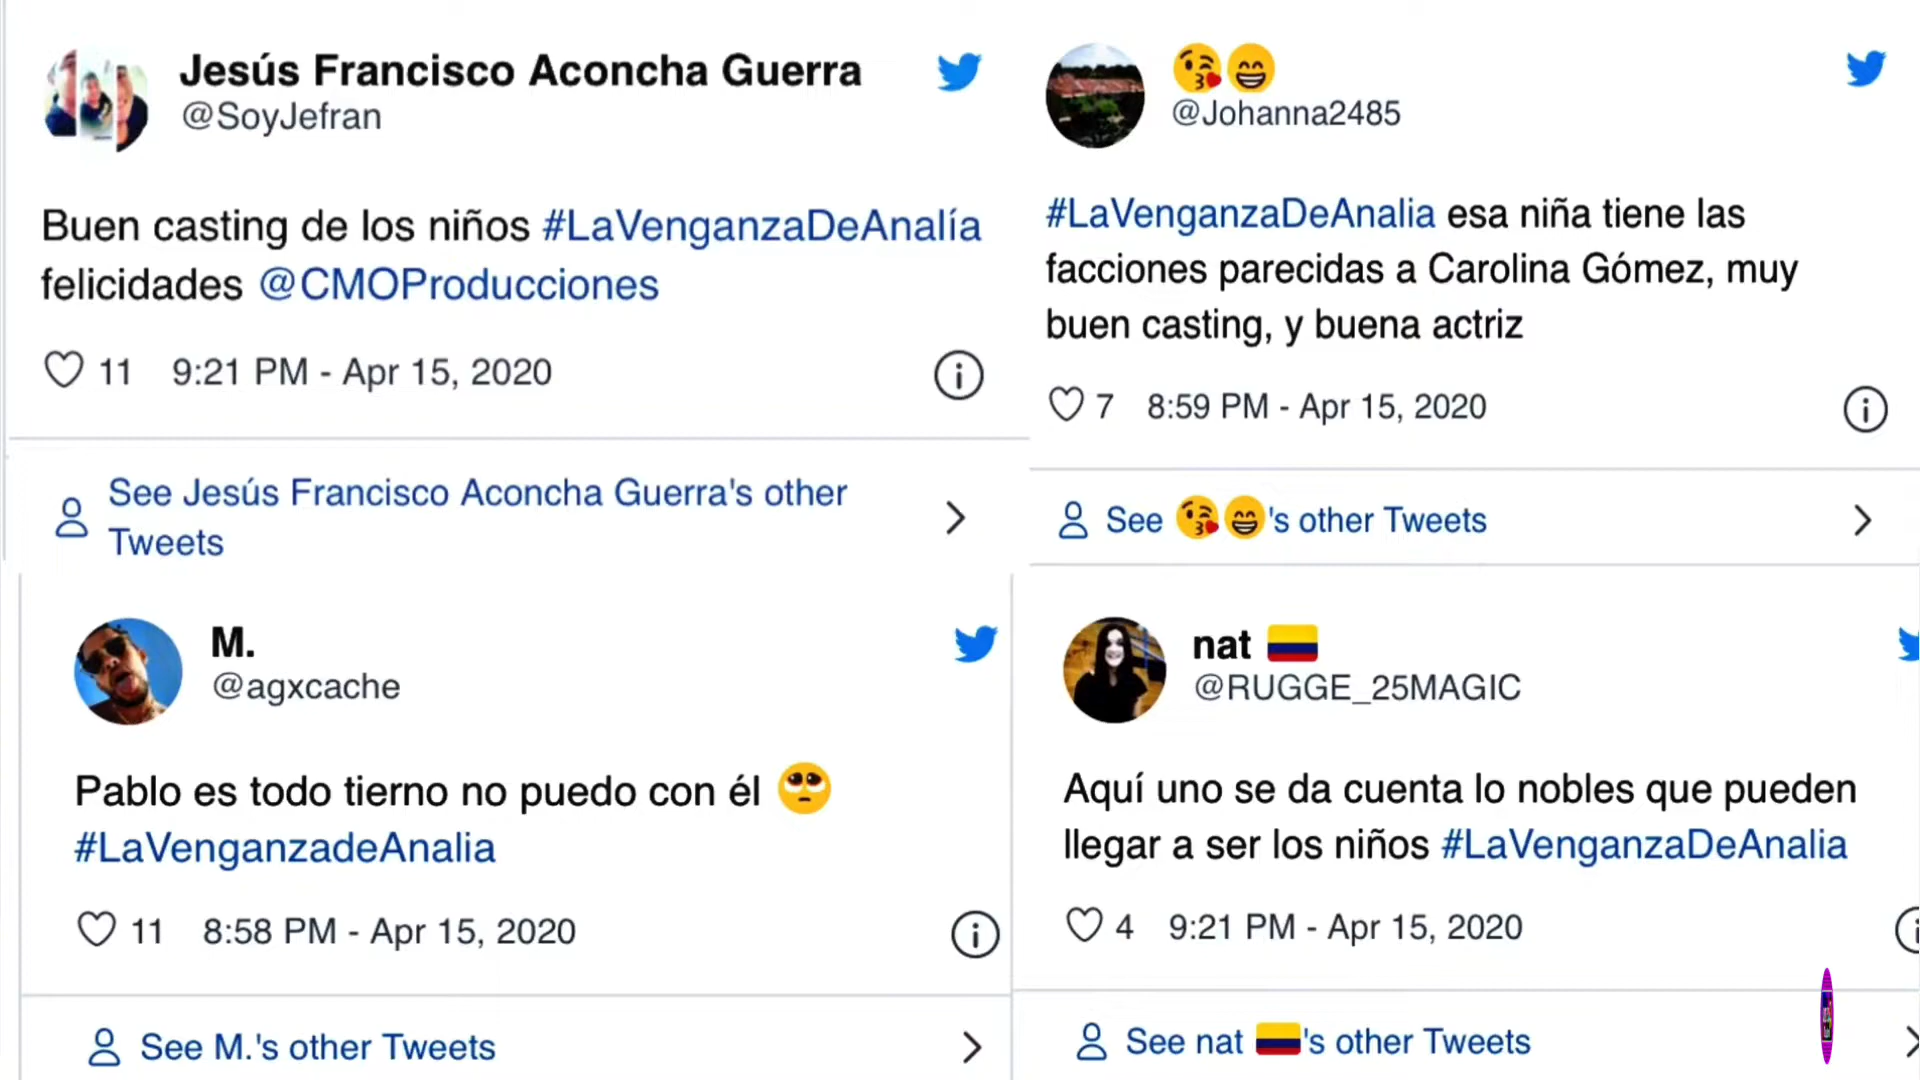 Jesús Francisco Aconcha Guerra
@SoyJefran
Buen casting de los niños #LaVenganzaDeAnalía
felicidades @CMOProducciones
11 9:21 PM - Apr 15, 2020
See Jesús Francisco Aconcha Guerra's other
Tweets
😘😁
@Johanna2485
#LaVenganzaDeAnalia esa niña tiene las
facciones parecidas a Carolina Gómez, muy
buen casting, y buena actriz
7 8:59 PM - Apr 15, 2020
See 😘😁's other Tweets
M.
@agxcache
Pablo es todo tierno no puedo con él 🥺
#LaVenganzadeAnalia
11 8:58 PM - Apr 15, 2020
See M.'s other Tweets
nat 🇨🇴
@RUGGE_25MAGIC
Aquí uno se da cuenta lo nobles que pueden
llegar a ser los niños #LaVenganzaDeAnalia
4 9:21 PM - Apr 15, 2020
See nat 🇨🇴's other Tweets